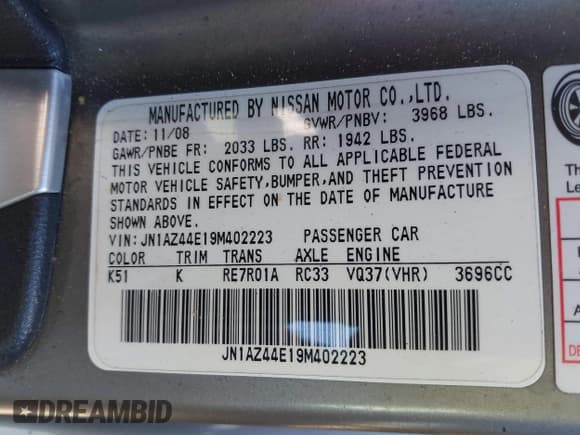 MANUFACTURED BY NISSAN MOTOR CO.,LTD.
DATE: 11/08 GVWR/PNBV: 3968 LBS.
GAWR/PNBE FR: 2033 LBS. RR: 1942 LBS.
THIS VEHICLE CONFORMS TO ALL APPLICABLE FEDERAL
MOTOR VEHICLE SAFETY,BUMPER,AND THEFT PREVENTION
STANDARDS IN EFFECT ON THE DATE OF MANUFACTURE
SHOWN ABOVE.
VIN: JN1AZ44E19M402223 PASSENGER CAR
COLOR TRIM TRANS AXLE ENGINE
K51 K RE7R01A RC33 VQ37(VHR) 3696CC
JN1AZ44E19M402223
DREAMBID